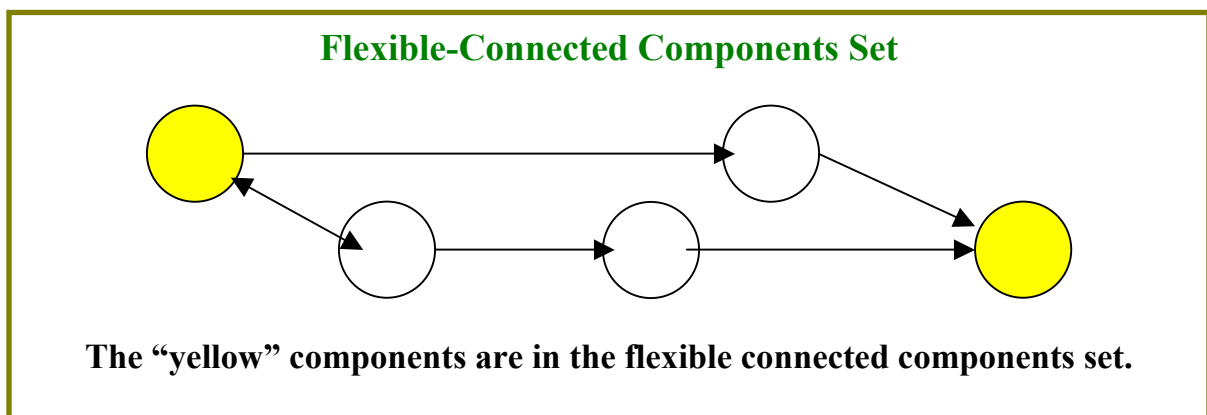 Flexible-Connected Components Set
The “yellow” components are in the flexible connected components set.